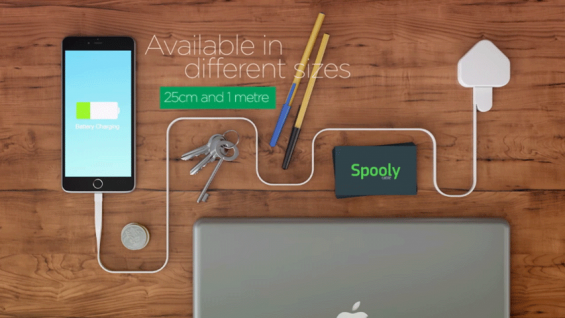 Available in
different sizes
25cm and 1 metre
Battery Charging
Spooly